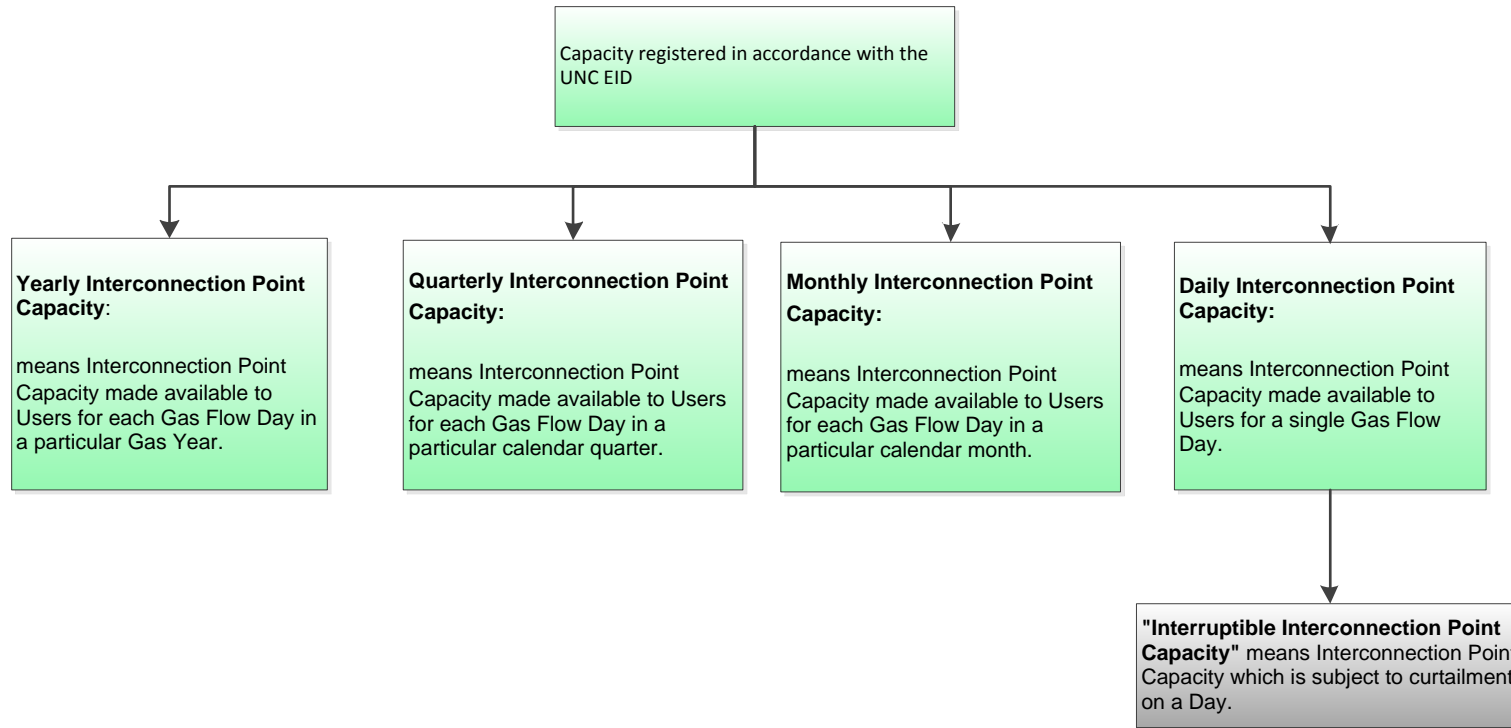 Capacity registered in accordance with the
UNC EID
Yearly Interconnection Point
Capacity:
means Interconnection Point
Capacity made available to
Users for each Gas Flow Day in
a particular Gas Year.
Quarterly Interconnection Point
Capacity:
means Interconnection Point
Capacity made available to Users
for each Gas Flow Day in a
particular calendar quarter.
Monthly Interconnection Point
Capacity:
means Interconnection Point
Capacity made available to Users
for each Gas Flow Day in a
particular calendar month.
Daily Interconnection Point
Capacity:
means Interconnection Point
Capacity made available to
Users for a single Gas Flow
Day.
"Interruptible Interconnection Point
Capacity" means Interconnection Point
Capacity which is subject to curtailment
on a Day.